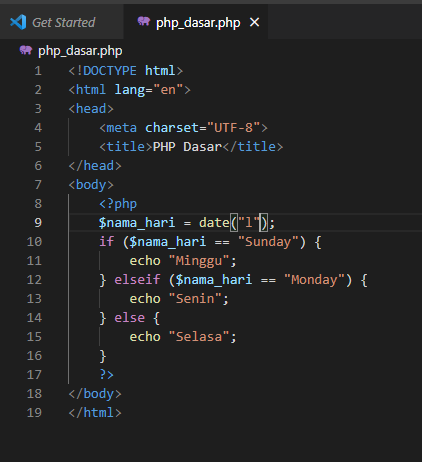 Get Started php_dasar.php
php_dasar.php
1 <!DOCTYPE html>
2 <html lang="en">
3 <head>
4     <meta charset="UTF-8">
5     <title>PHP Dasar</title>
6 </head>
7 <body>
8     <?php
9     $nama_hari = date("l");
10     if ($nama_hari == "Sunday") {
11         echo "Minggu";
12     } elseif ($nama_hari == "Monday") {
13         echo "Senin";
14     } else {
15         echo "Selasa";
16     }
17     ?>
18 </body>
19 </html>